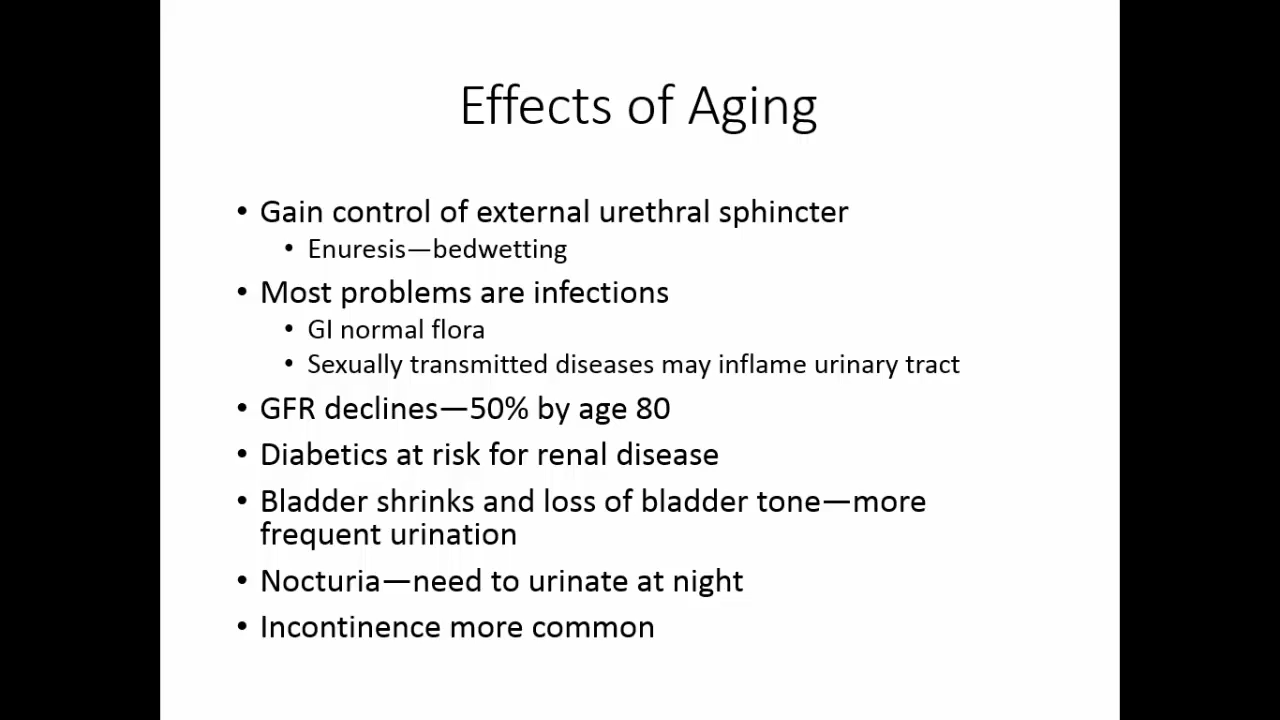 Effects of Aging
• Gain control of external urethral sphincter
• Enuresis—bedwetting
• Most problems are infections
• GI normal flora
• Sexually transmitted diseases may inflame urinary tract
• GFR declines—50% by age 80
• Diabetics at risk for renal disease
• Bladder shrinks and loss of bladder tone—more
frequent urination
• Nocturia—need to urinate at night
• Incontinence more common